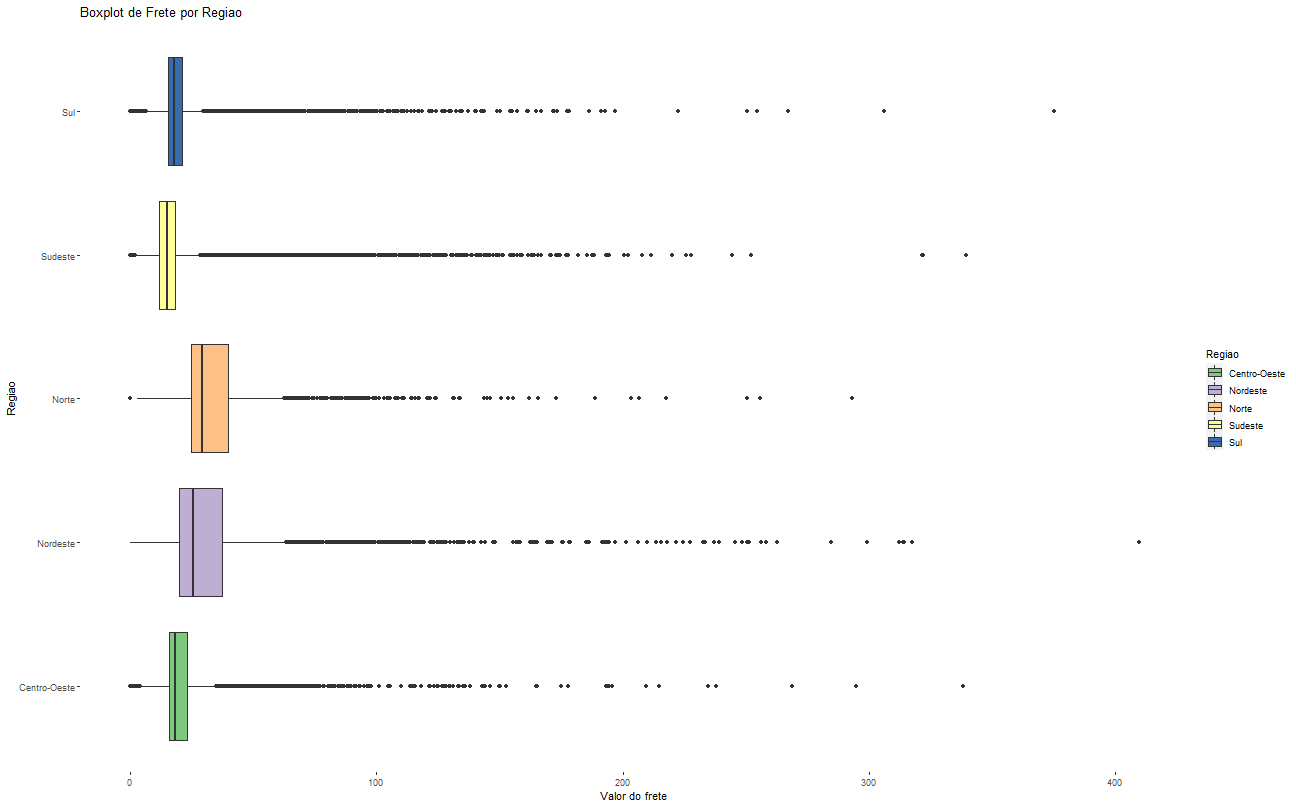 Boxplot de Frete por Regiao
Sul
Sudeste
Norte
Nordeste
Centro-Oeste
Regiao
0
100
200
300
400
Valor do frete
Regiao
Centro-Oeste
Nordeste
Norte
Sudeste
Sul